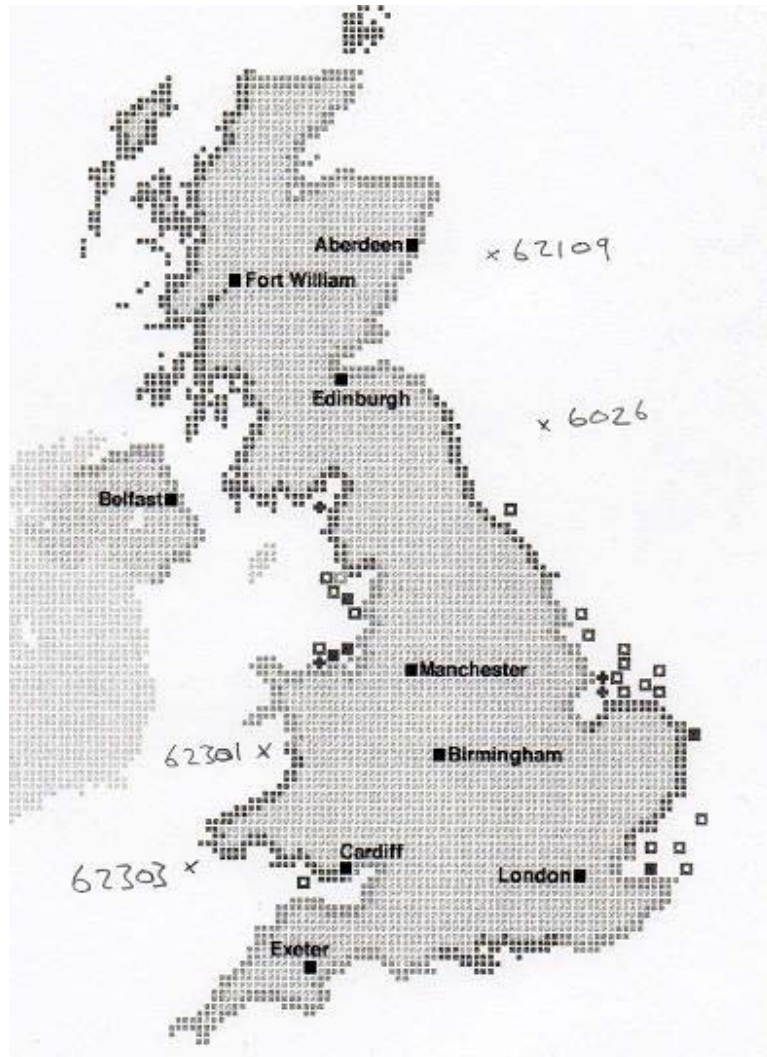 Aberdeen
× 62109
Fort William
Edinburgh
× 6026
Belfast
Manchester
62301 ×
Birmingham
Cardiff
62303 ×
London
Exeter